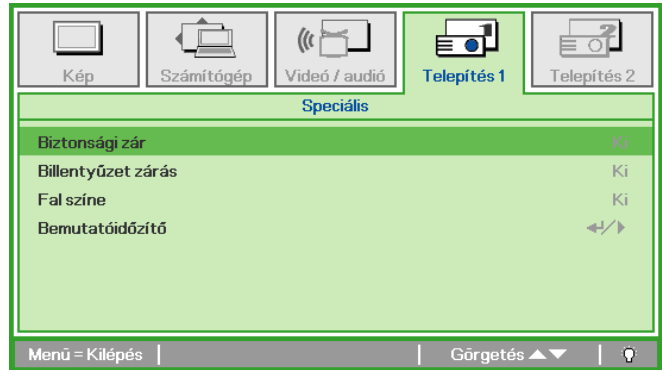 Kép Számítógép Videó / audió Telepítés 1 Telepítés 2
Speciális
Biztonsági zár Ki
Billentyűzet zárás Ki
Fal színe Ki
Bemutatóidőzítő
Menü = Kilépés Görgetés